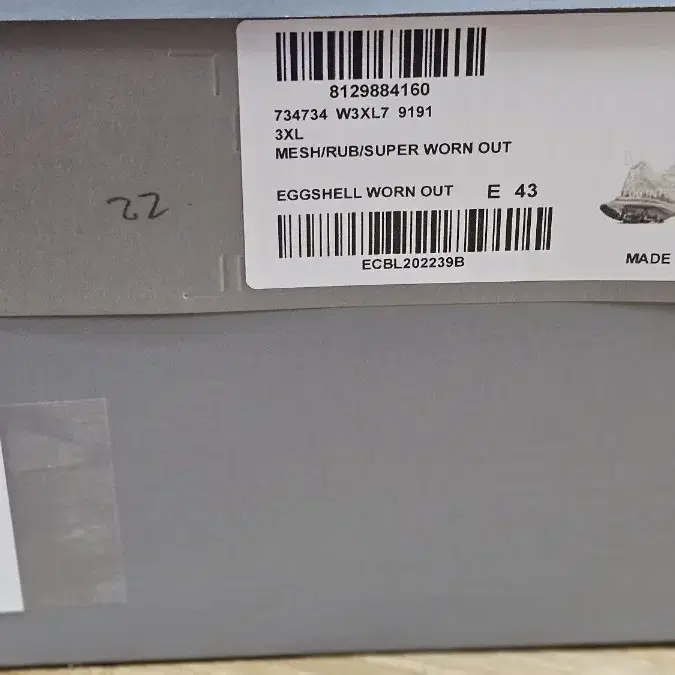 8129884160
734734 W3XL7 9191
3XL
MESH/RUB/SUPER WORN OUT
EGGSHELL WORN OUT E 43
ECBL202239B
MADE
22